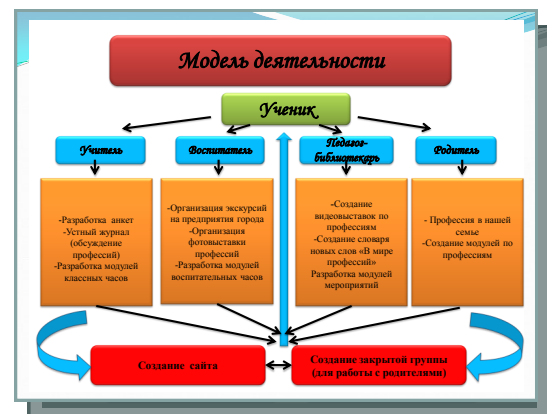 Модель деятельности
Ученик
Учитель
Воспитатель
Педагог-
библиотекарь
Родитель
-Разработка анкет
-Устный журнал
(обсуждение
профессий)
-Разработка модулей
классных часов
-Организация экскурсий
на предприятия города
-Организация
фотовыставки
профессий
-Разработка модулей
воспитательных часов
-Создание
видеовыставок по
профессиям
-Создание словаря
новых слов «В мире
профессий»
Разработка модулей
мероприятий
- Профессия в нашей
семье
-Создание модулей по
профессиям
Создание сайта
Создание закрытой группы
(для работы с родителями)